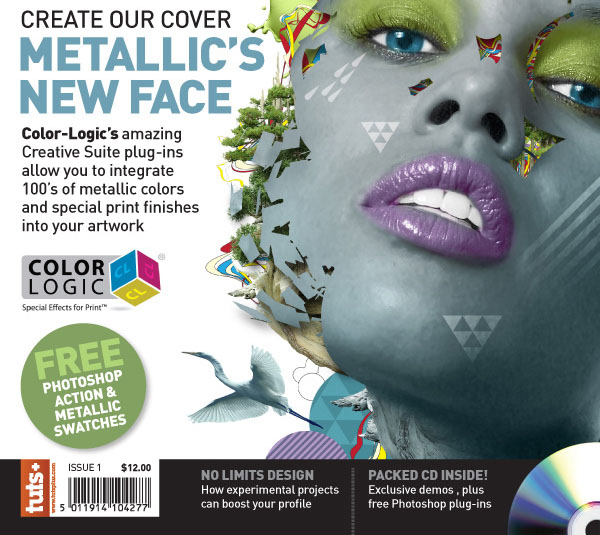 CREATE OUR COVER
METALLIC'S
NEW FACE
Color-Logic's amazing
Creative Suite plug-ins
allow you to integrate
100's of metallic colors
and special print finishes
into your artwork
COLOR
LOGIC
CL
CL
CL
®
Special Effects for Print™
FREE
PHOTOSHOP
ACTION &
METALLIC
SWATCHES
tuts+
www.tutsplus.com
ISSUE 1 $12.00
5 011914 104277
NO LIMITS DESIGN
How experimental projects
can boost your profile
PACKED CD INSIDE!
Exclusive demos , plus
free Photoshop plug-ins